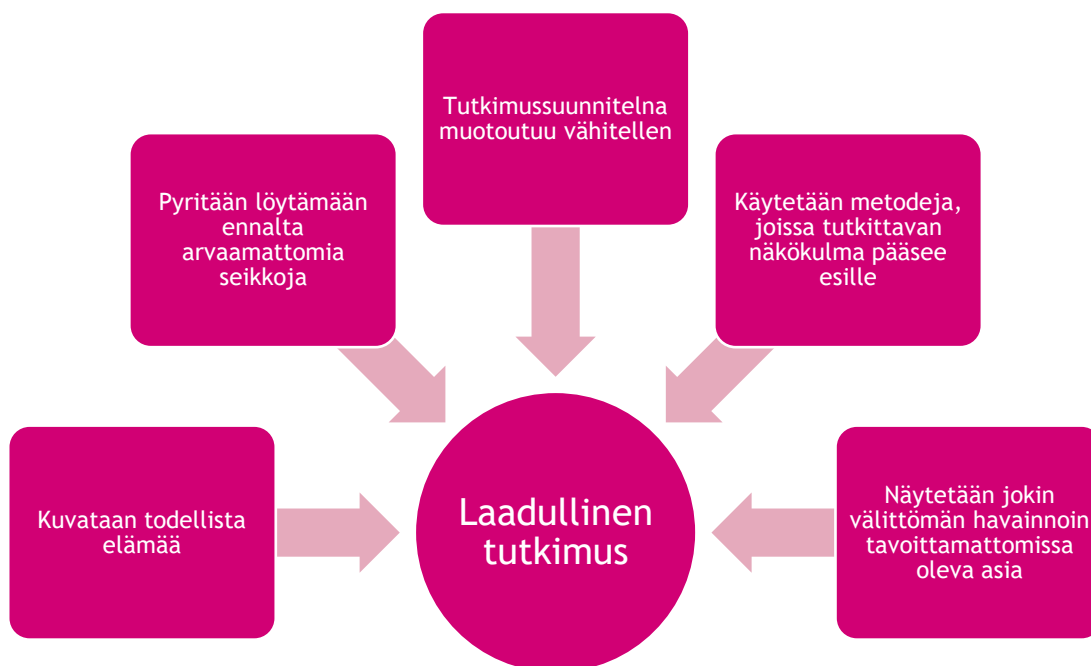 Tutkimussuunnitelna
muotoutuu vähitellen
Pyritään löytämään
ennalta
arvaamattomia
seikkoja
Käytetään metodeja,
joissa tutkittavan
näkökulma pääsee
esille
Kuvataan todellista
elämää
Laadullinen
tutkimus
Näytetään jokin
välittömän havainnoin
tavoittamattomissa
oleva asia